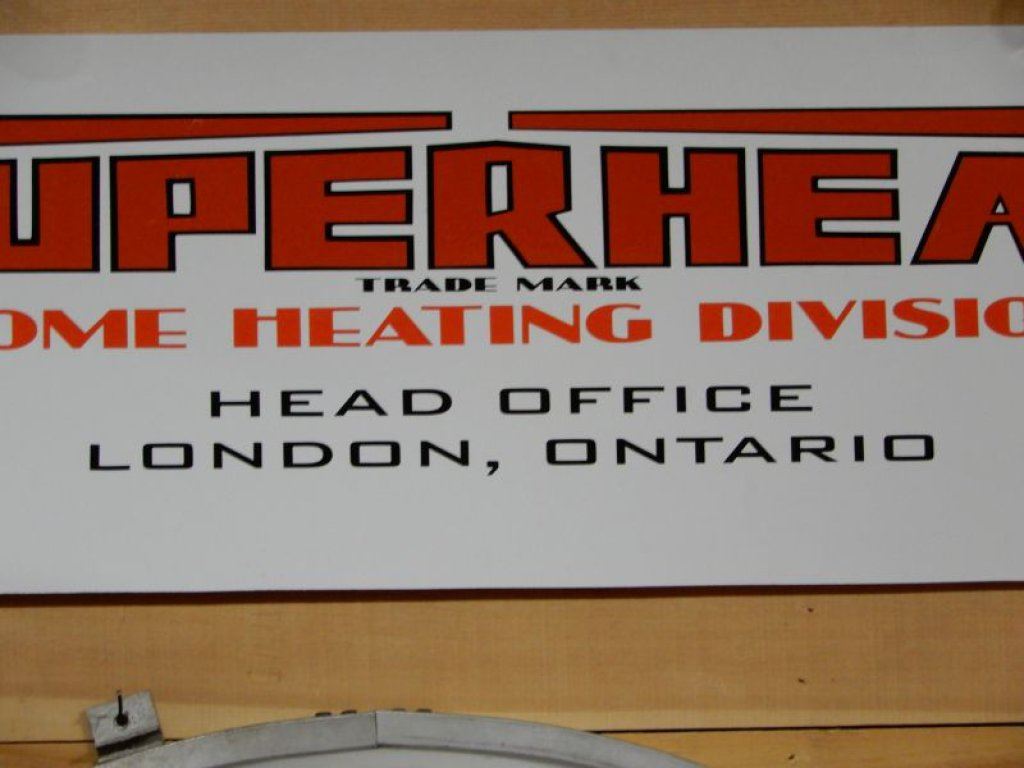 UPERHEA
TRADE MARK
OME HEATING DIVISIO
HEAD OFFICE
LONDON, ONTARIO